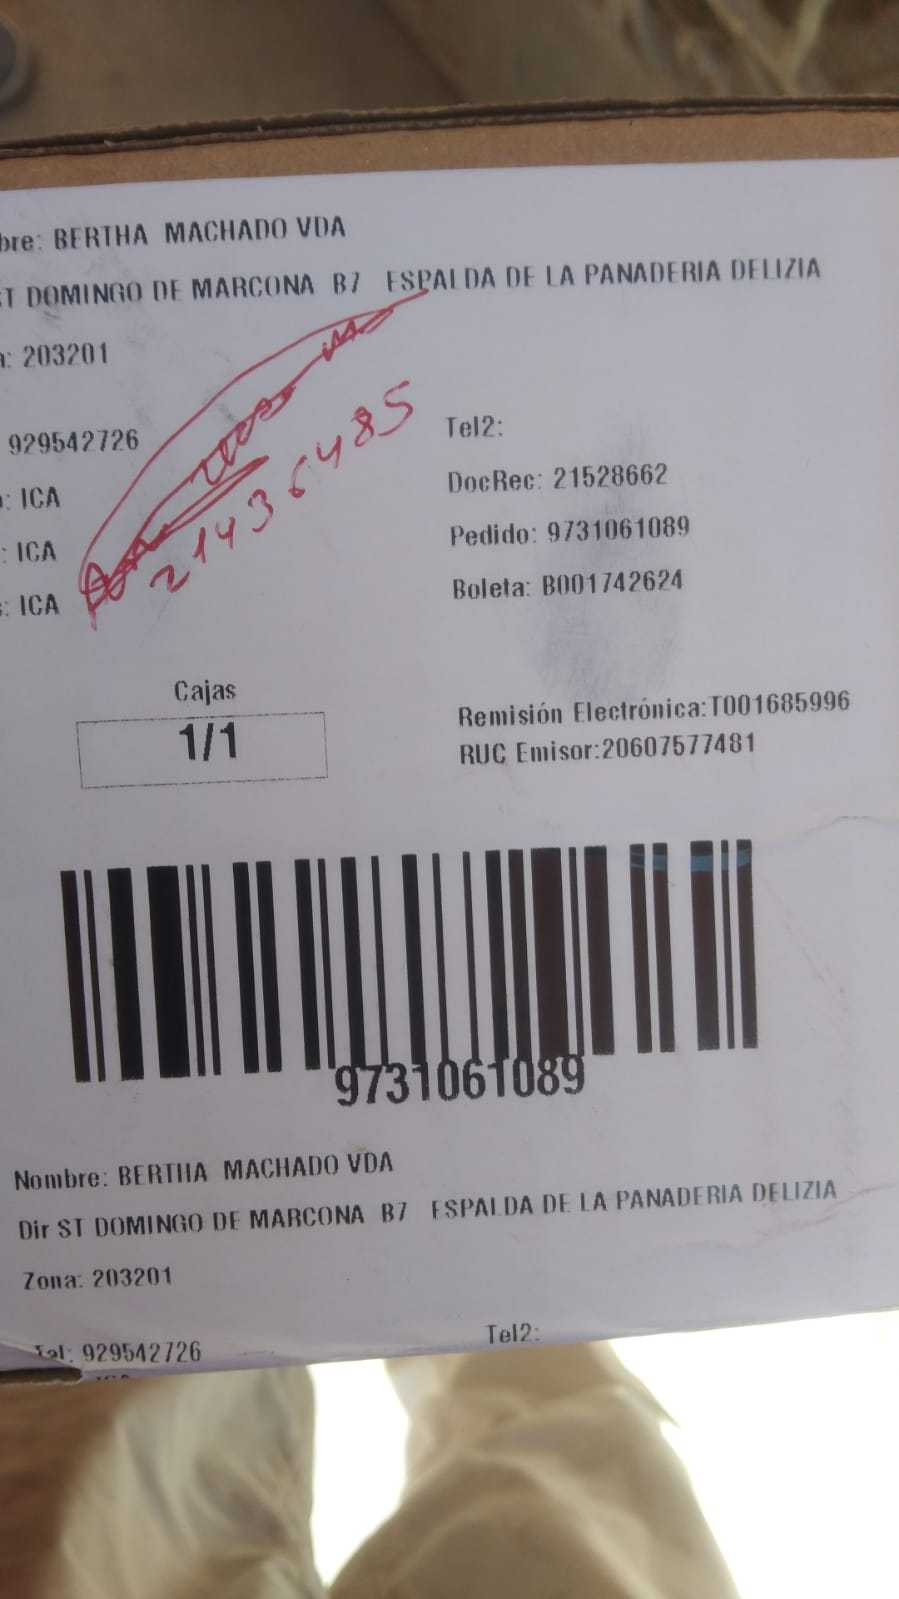 bre: BERTHA MACHADO VDA
ST DOMINGO DE MARCONA B7 ESPALDA DE LA PANADERIA DELIZIA
a: 203201
929542726
Tel2:
: ICA
DocRec: 21528662
: ICA
Pedido: 9731061089
: ICA
Boleta: B001742624
21436485
Cajas
1/1
Remisión Electrónica:T001685996
RUC Emisor:20607577481
9731061089
Nombre: BERTHA MACHADO VDA
Dir ST DOMINGO DE MARCONA B7 ESPALDA DE LA PANADERIA DELIZIA
Zona: 203201
Tel: 929542726
Tel2: